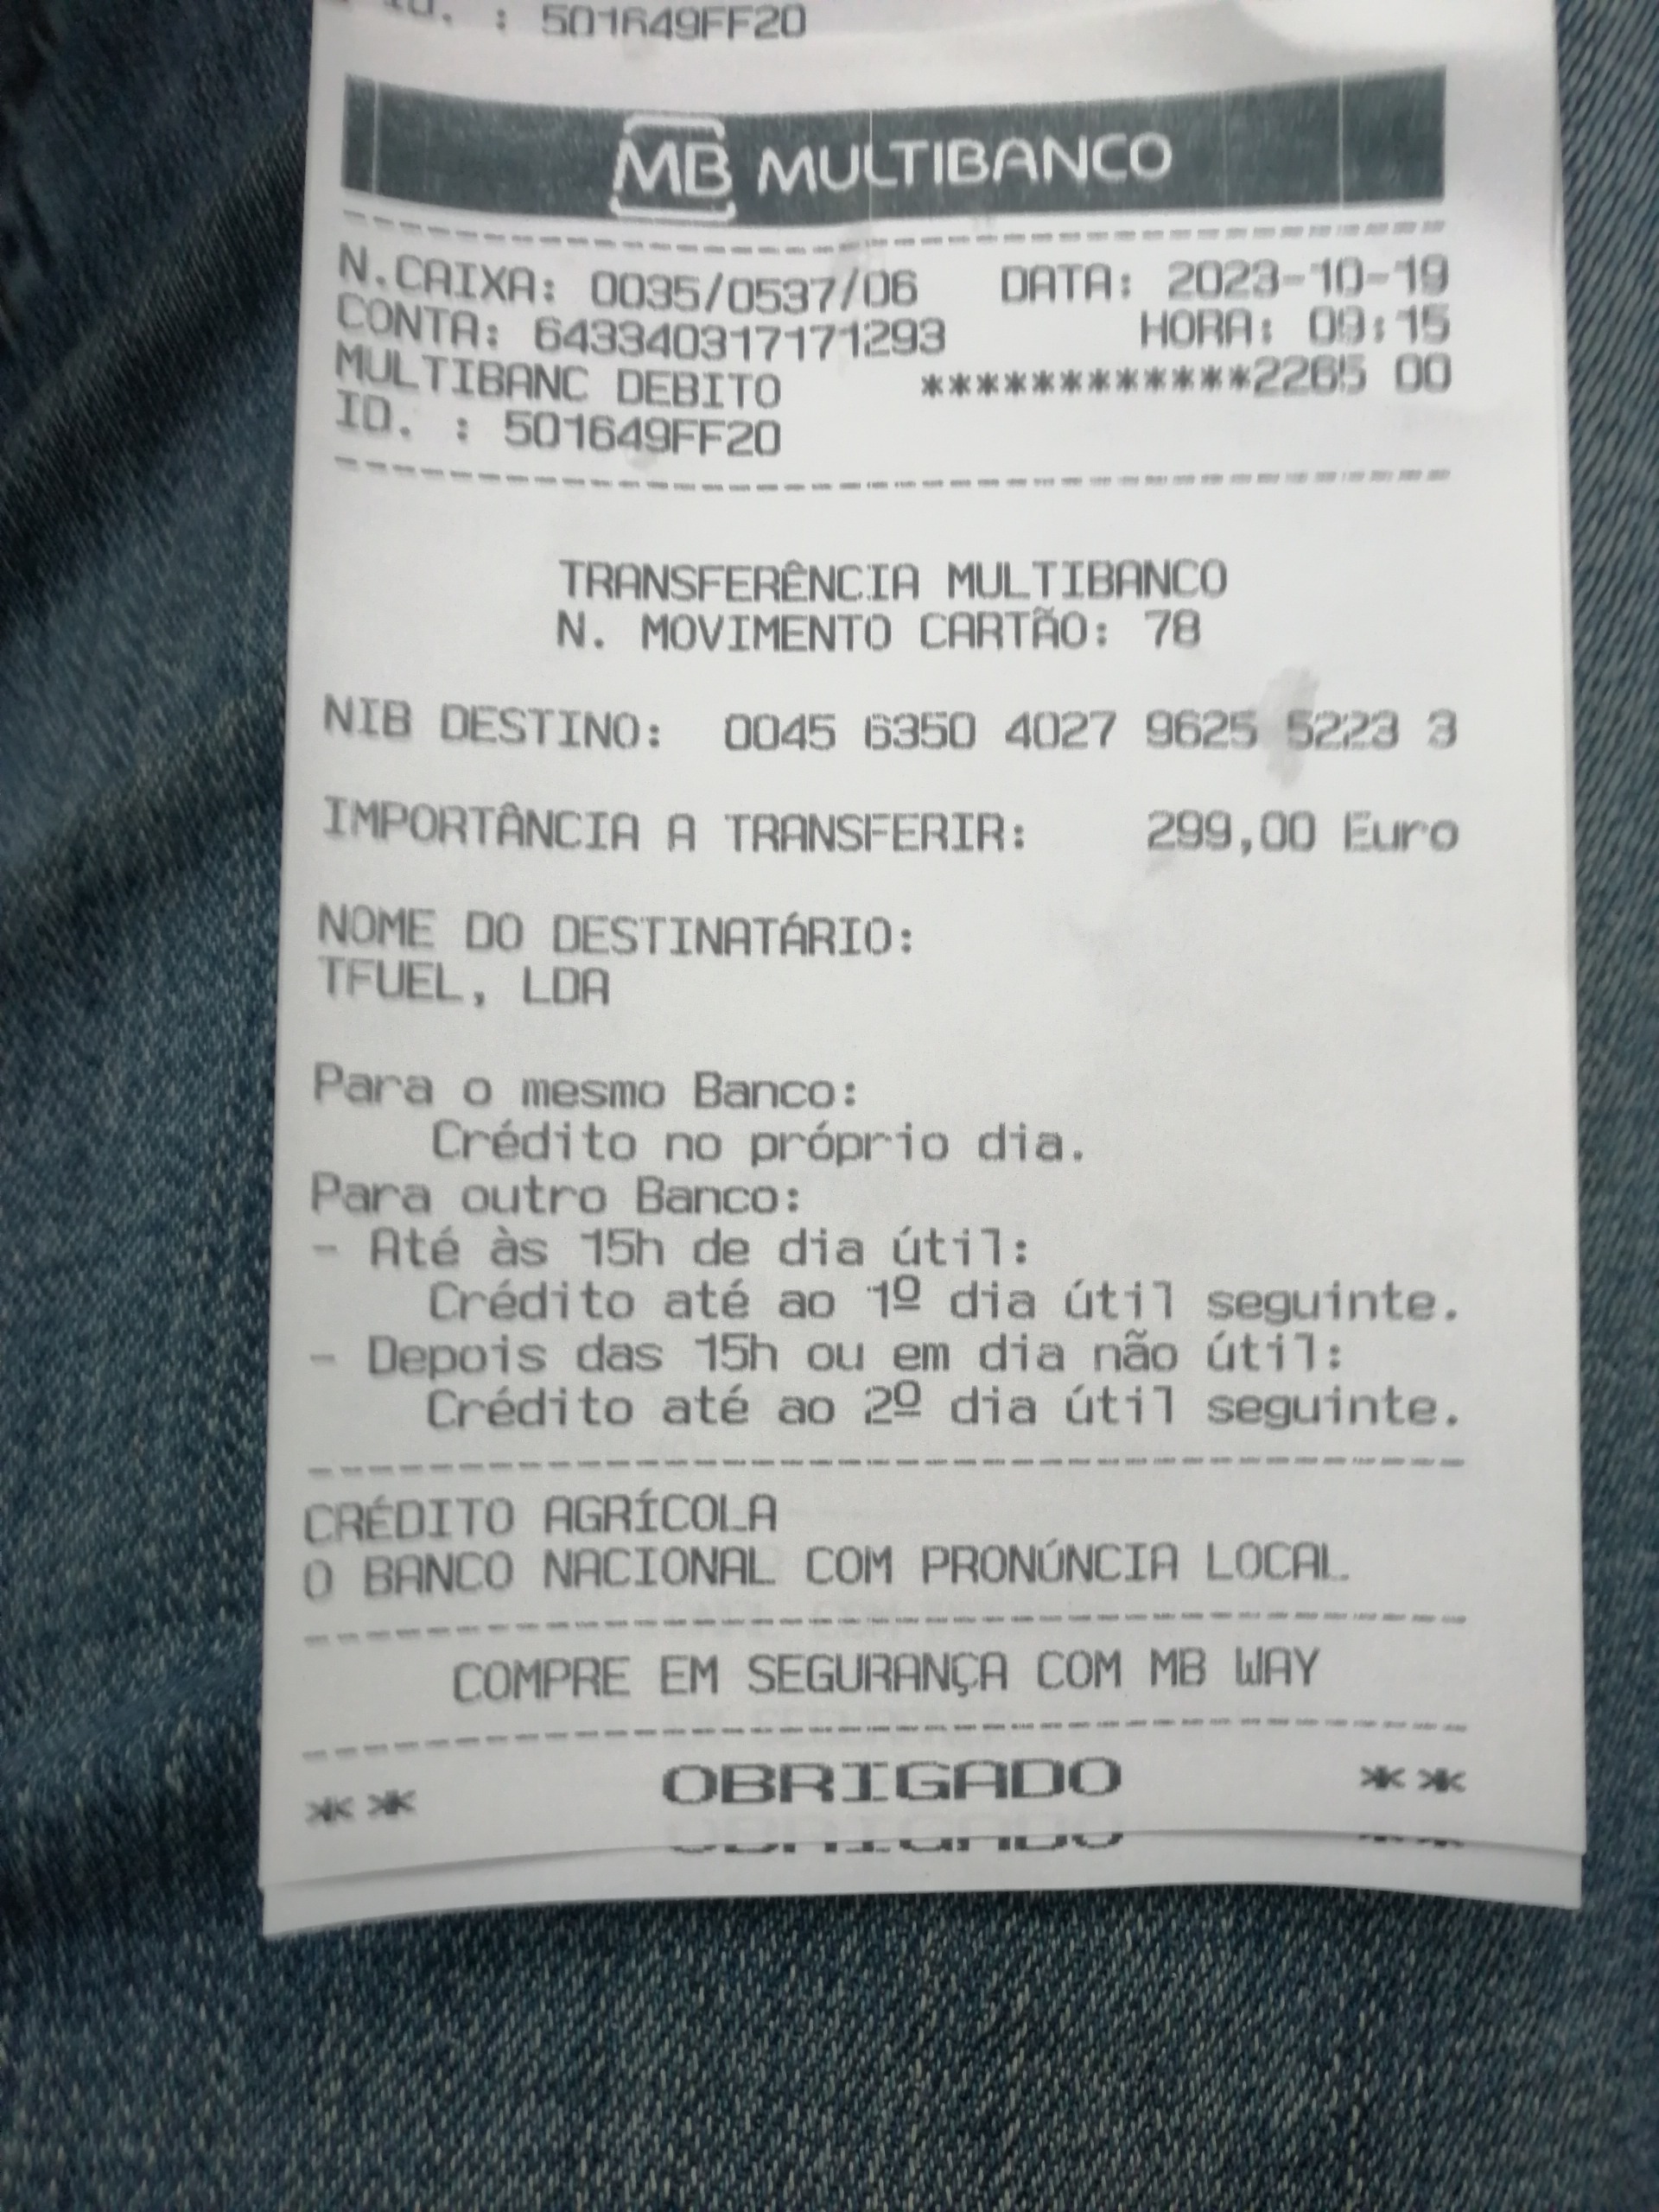 ID. : 501649FF20
MB MULTIBANCO
N.CAIXA: 0035/0537/06 DATA: 2023-10-19
CONTA: 643340317171293 HORA: 09:15
MULTIBANC DEBITO ************2265 00
ID. : 501649FF20
TRANSFERÊNCIA MULTIBANCO
N. MOVIMENTO CARTÃO: 78
NIB DESTINO: 0045 6350 4027 9625 5223 3
IMPORTÂNCIA A TRANSFERIR: 299,00 Euro
NOME DO DESTINATÁRIO:
TFUEL, LDA
Para o mesmo Banco:
Crédito no próprio dia.
Para outro Banco:
- Até às 15h de dia útil:
Crédito até ao 1º dia útil seguinte.
- Depois das 15h ou em dia não útil:
Crédito até ao 2º dia útil seguinte.
CRÉDITO AGRÍCOLA
O BANCO NACIONAL COM PRONÚNCIA LOCAL
COMPRE EM SEGURANÇA COM MB WAY
** OBRIGADO **
OBRIGADO **